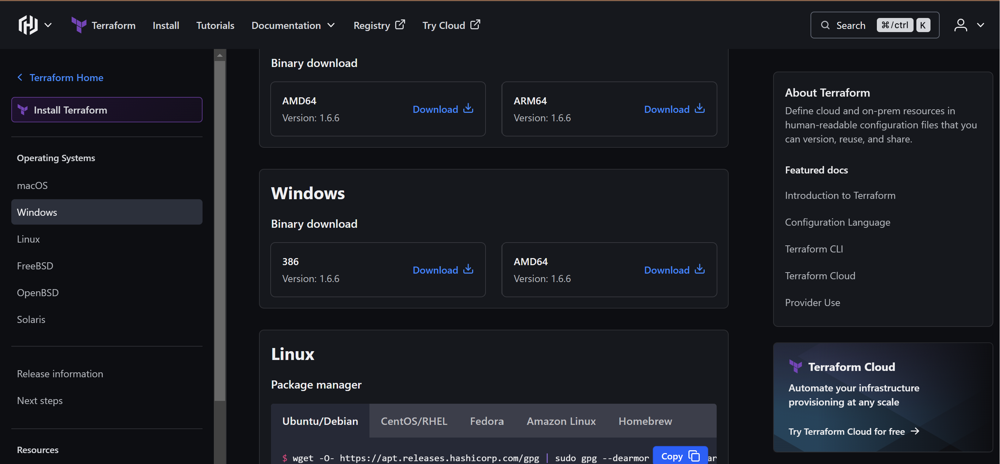 Terraform Install Tutorials Documentation Registry Try Cloud Search ⌘/ctrl K
Terraform Home
Install Terraform
Operating Systems
macOS
Windows
Linux
FreeBSD
OpenBSD
Solaris
Release information
Next steps
Resources
Binary download
AMD64
Version: 1.6.6
Download
ARM64
Version: 1.6.6
Download
Windows
Binary download
386
Version: 1.6.6
Download
AMD64
Version: 1.6.6
Download
Linux
Package manager
Ubuntu/Debian CentOS/RHEL Fedora Amazon Linux Homebrew
$ wget -O- https://apt.releases.hashicorp.com/gpg | sudo gpg --dearmor
Copy
About Terraform
Define cloud and on-prem resources in
human-readable configuration files that you
can version, reuse, and share.
Featured docs
Introduction to Terraform
Configuration Language
Terraform CLI
Terraform Cloud
Provider Use
Terraform Cloud
Automate your infrastructure
provisioning at any scale
Try Terraform Cloud for free →